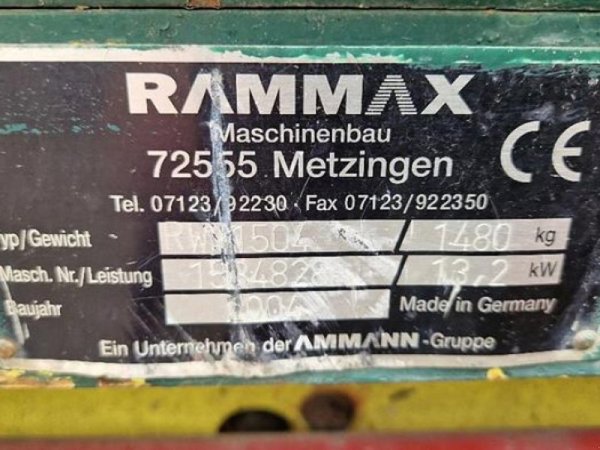 RAMMAX
Maschinenbau
72555 Metzingen
CE
Tel. 07123/92230 · Fax 07123/922350
yp/Gewicht / 1480 kg
Masch. Nr./Leistung / 13,2 kW
Baujahr Made in Germany
Ein Unternehmen der AMMANN-Gruppe